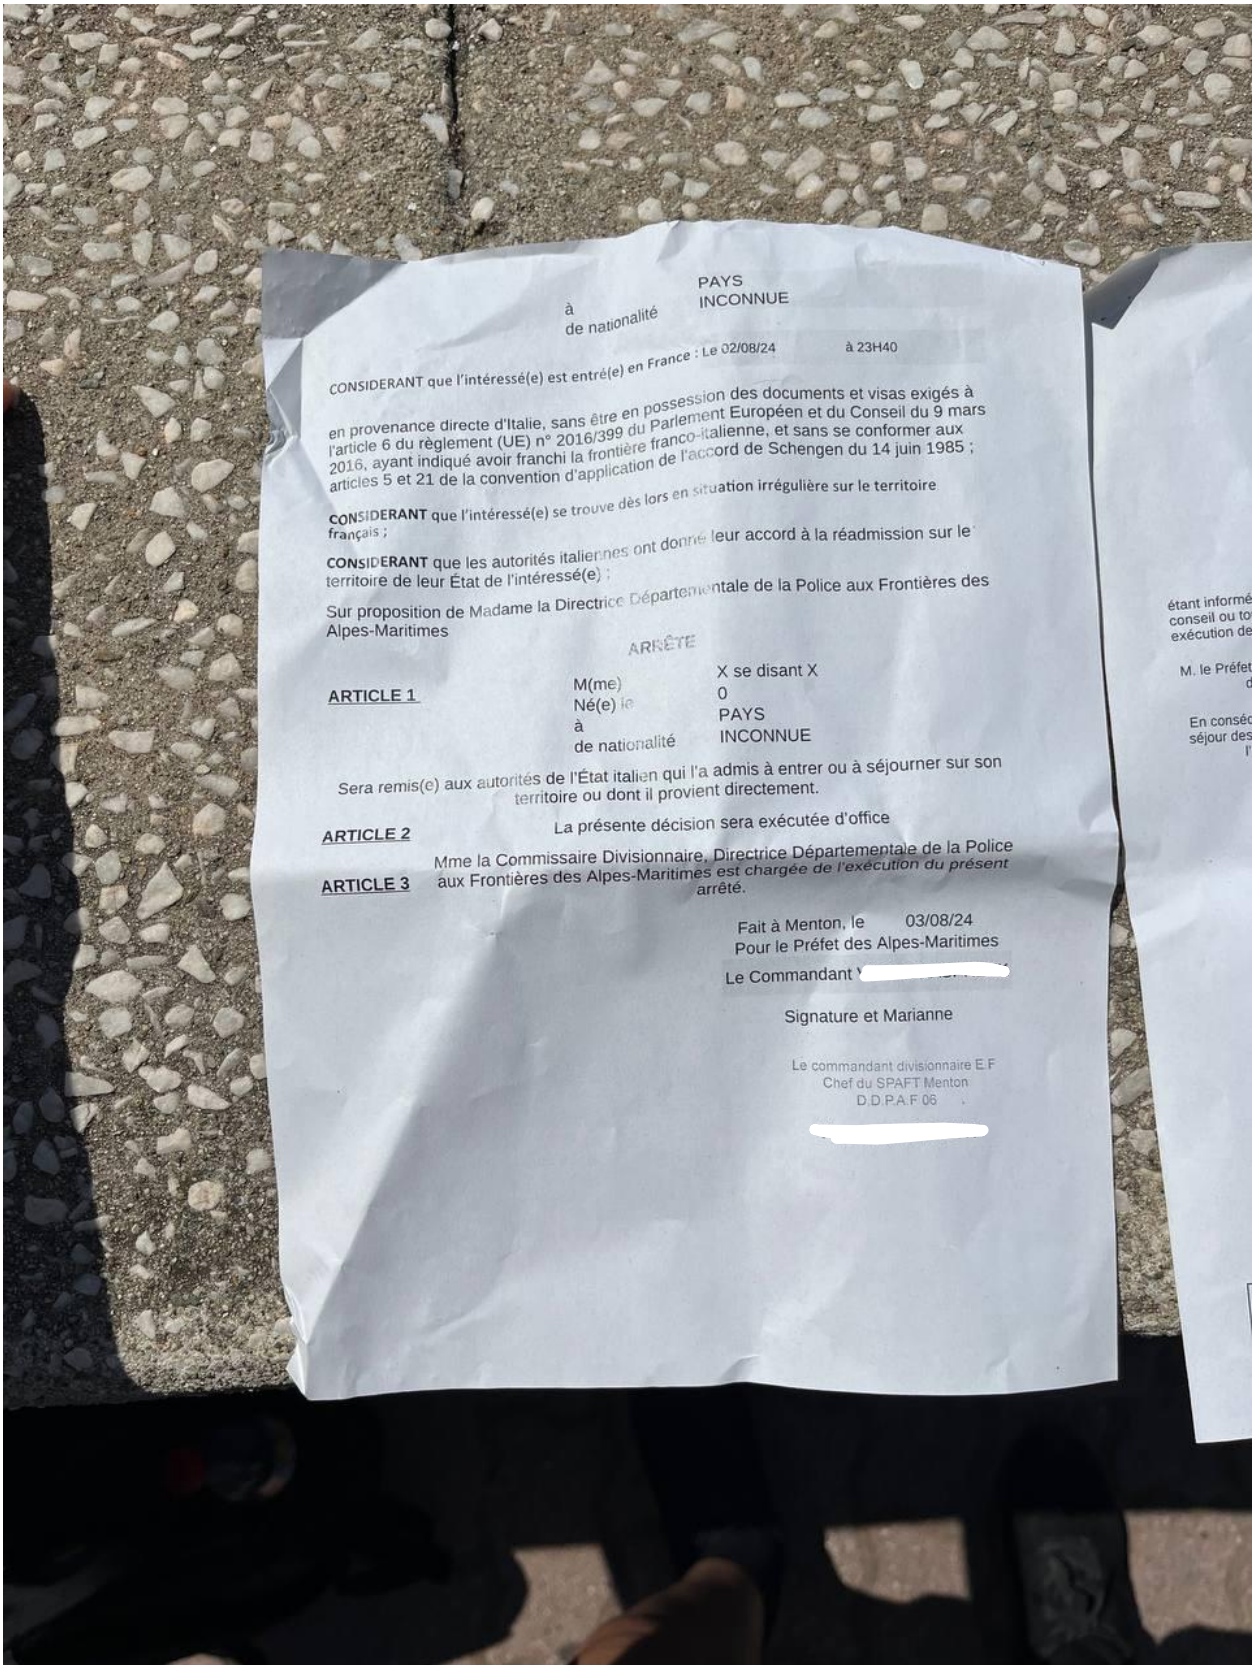 PAYS
à
INCONNUE
de nationalité
CONSIDERANT que l'intéressé(e) est entré(e) en France : Le 02/08/24 à 23H40
en provenance directe d'Italie, sans être en possession des documents et visas exigés à
l'article 6 du règlement (UE) n° 2016/399 du Parlement Européen et du Conseil du 9 mars
2016, ayant indiqué avoir franchi la frontière franco-italienne, et sans se conformer aux
articles 5 et 21 de la convention d'application de l'accord de Schengen du 14 juin 1985 ;
CONSIDERANT que l'intéressé(e) se trouve dès lors en situation irrégulière sur le territoire
français ;
CONSIDERANT que les autorités italiennes ont donné leur accord à la réadmission sur le
territoire de leur État de l'intéressé(e) ;
Sur proposition de Madame la Directrice Départementale de la Police aux Frontières des
Alpes-Maritimes
ARRÊTE
ARTICLE 1 M(me) X se disant X
Né(e) le 0
à PAYS
de nationalité INCONNUE
Sera remis(e) aux autorités de l'État italien qui l'a admis à entrer ou à séjourner sur son
territoire ou dont il provient directement.
ARTICLE 2 La présente décision sera exécutée d'office
ARTICLE 3 Mme la Commissaire Divisionnaire, Directrice Départementale de la Police
aux Frontières des Alpes-Maritimes est chargée de l'exécution du présent
arrêté.
Fait à Menton, le 03/08/24
Pour le Préfet des Alpes-Maritimes
Le Commandant
Signature et Marianne
Le commandant divisionnaire E.F
Chef du SPAFT Menton
D.D.P.A.F 06
étant informé
conseil ou to
exécution de
M. le Préfet
d
En conséq
séjour des
l'